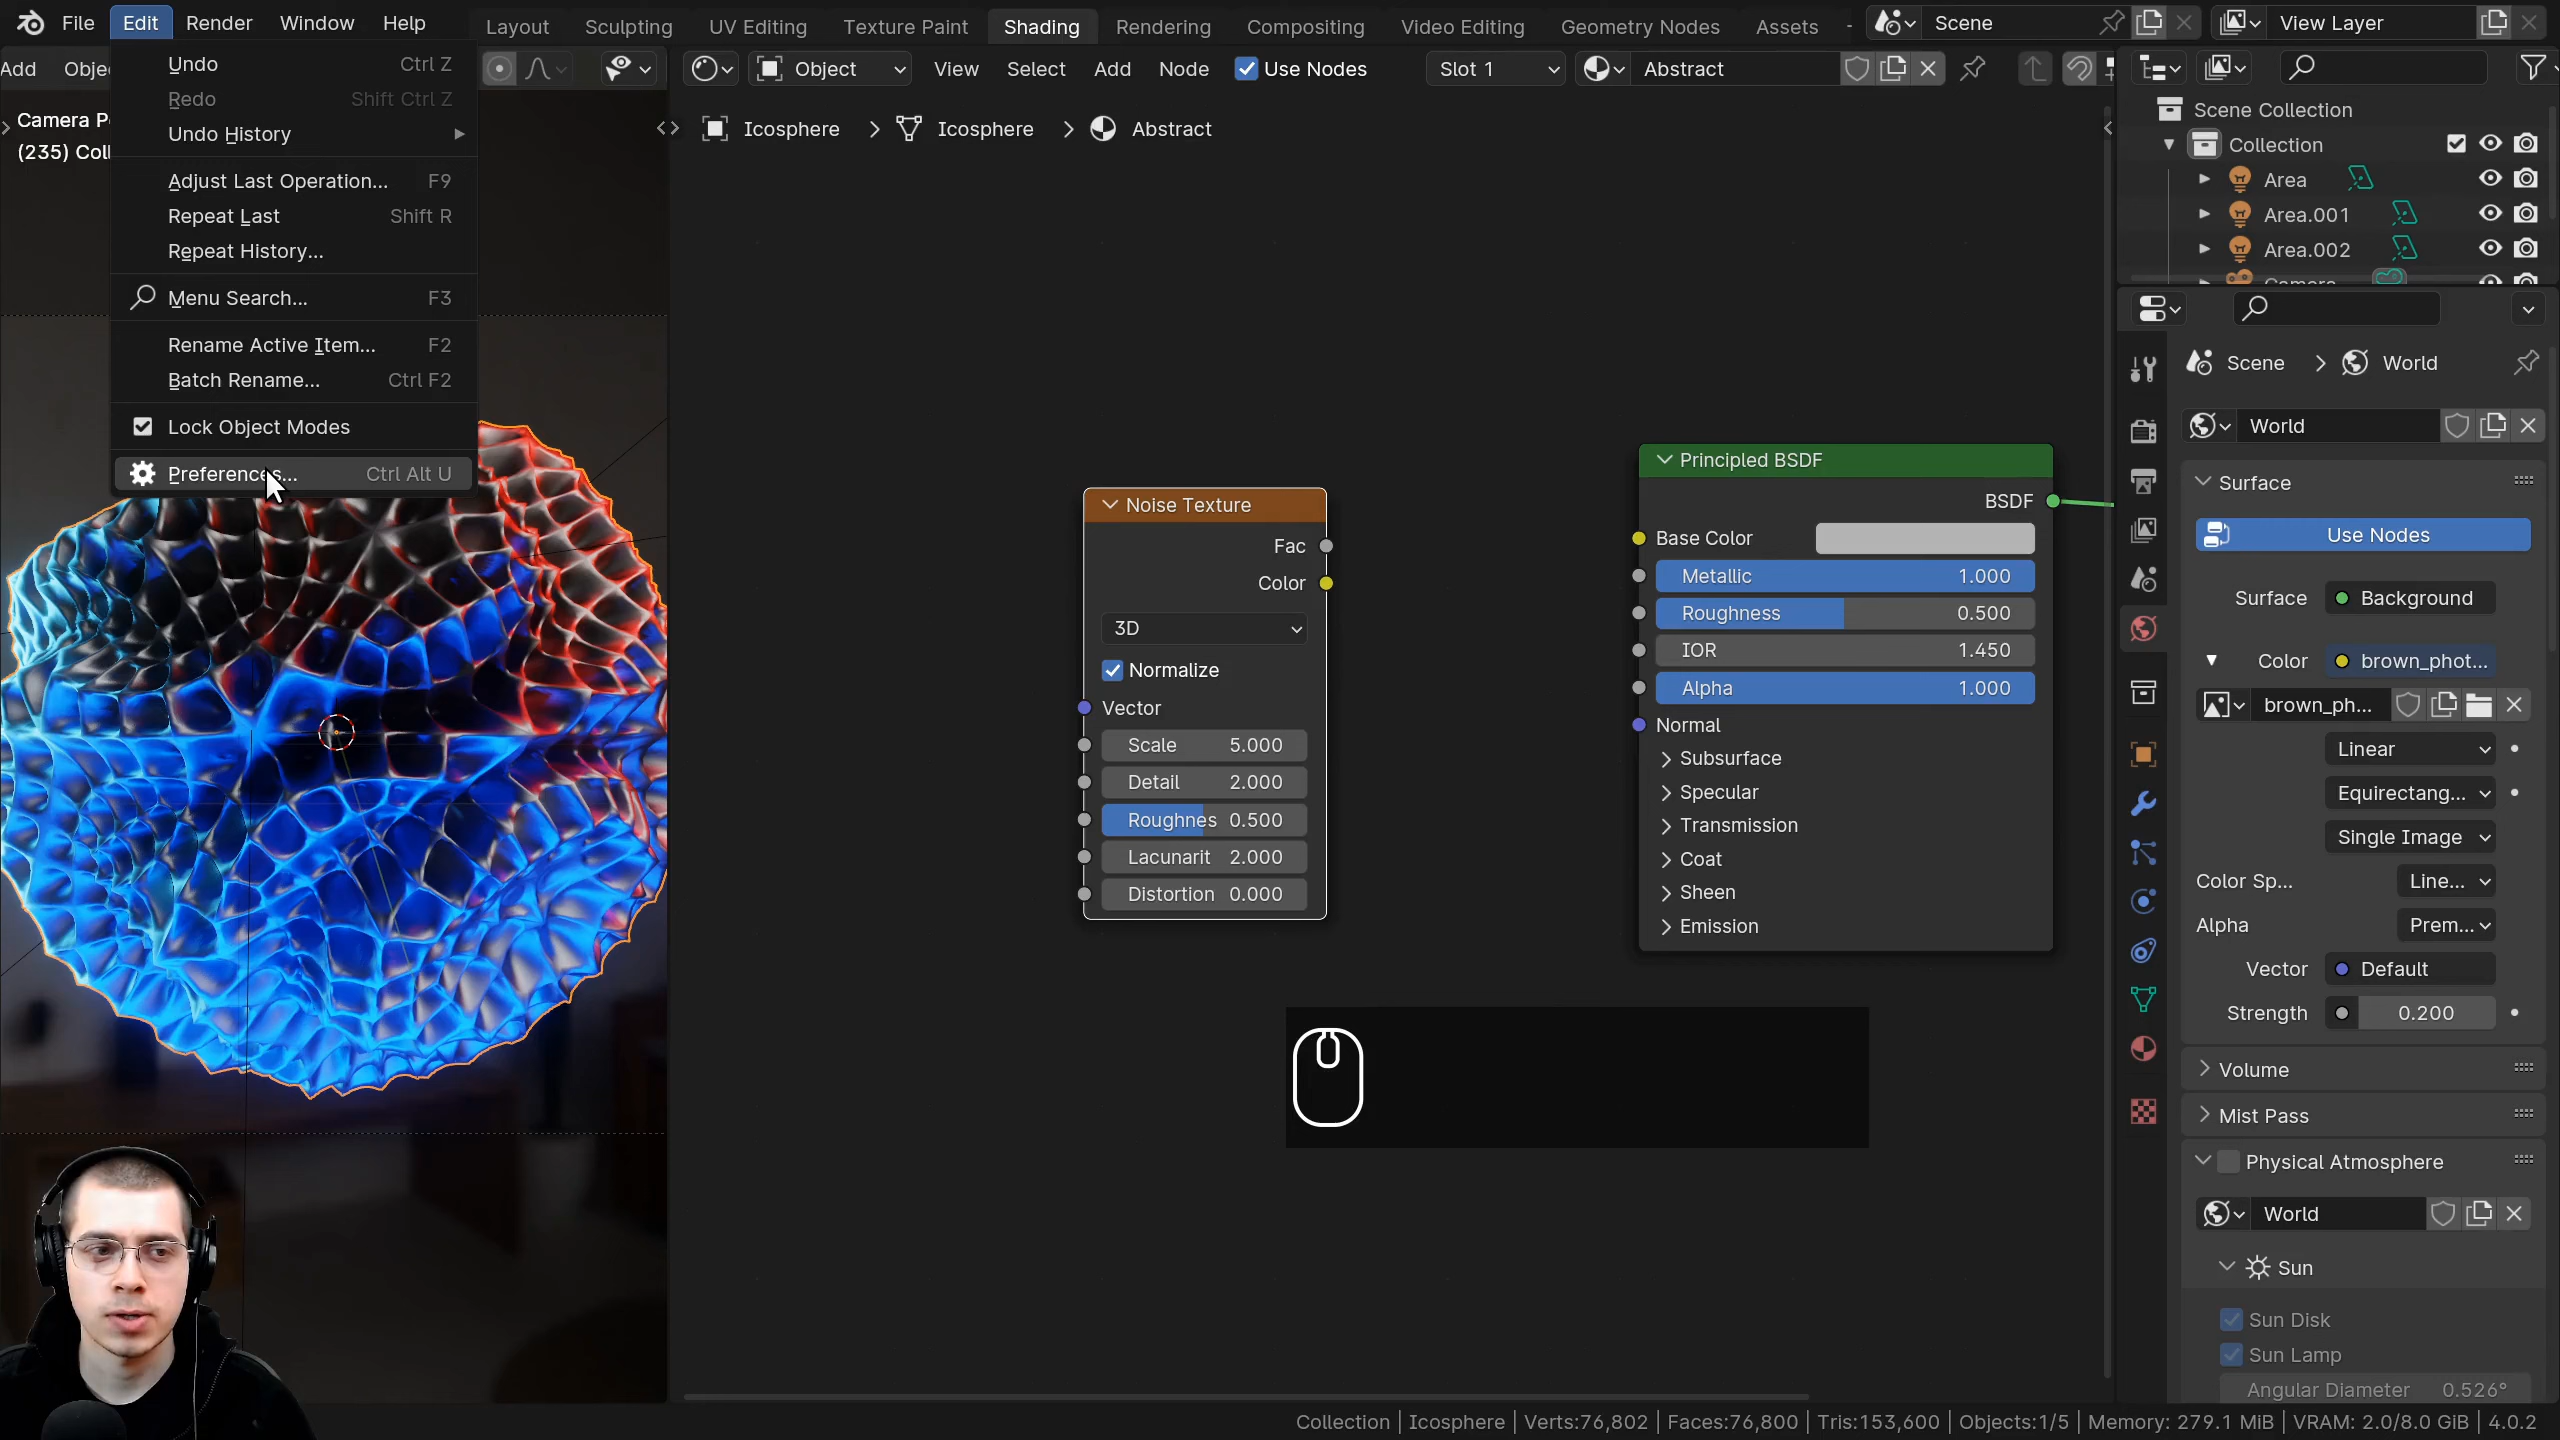 File Edit Render Window Help Layout Sculpting UV Editing Texture Paint Shading Rendering Compositing Video Editing Geometry Nodes Assets Scene View Layer
Add Obje Object View Select Add Node Use Nodes Slot 1 Abstract
Camera P
(235) Coll
Undo Ctrl Z
Redo Shift Ctrl Z
Undo History
Adjust Last Operation... F9
Repeat Last Shift R
Repeat History...
Menu Search... F3
Rename Active Item... F2
Batch Rename... Ctrl F2
Lock Object Modes
Preferences... Ctrl Alt U
Icosphere Icosphere Abstract
Noise Texture
Fac
Color
3D
Normalize
Vector
Scale 5.000
Detail 2.000
Roughnes 0.500
Lacunarit 2.000
Distortion 0.000
Principled BSDF
BSDF
Base Color
Metallic 1.000
Roughness 0.500
IOR 1.450
Alpha 1.000
Normal
Subsurface
Specular
Transmission
Coat
Sheen
Emission
Scene Collection
Collection
Area
Area.001
Area.002
Camera
Scene World
World
Surface
Use Nodes
Surface Background
Color brown_phot...
brown_ph...
Linear
Equirectang...
Single Image
Color Sp... Line...
Alpha Prem...
Vector Default
Strength 0.200
Volume
Mist Pass
Physical Atmosphere
World
Sun
Sun Disk
Sun Lamp
Angular Diameter 0.526°
Collection | Icosphere | Verts:76,802 | Faces:76,800 | Tris:153,600 | Objects:1/5 | Memory: 279.1 MiB | VRAM: 2.0/8.0 GiB | 4.0.2